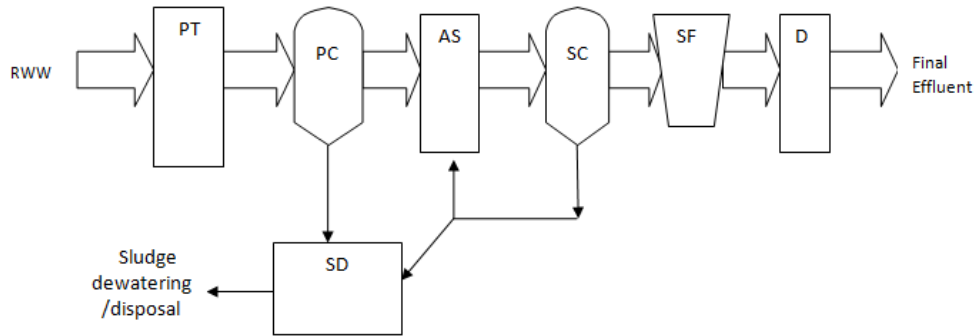 RWW
PT
PC
AS
SC
SF
D
Final
Effluent
SD
Sludge
dewatering
/disposal